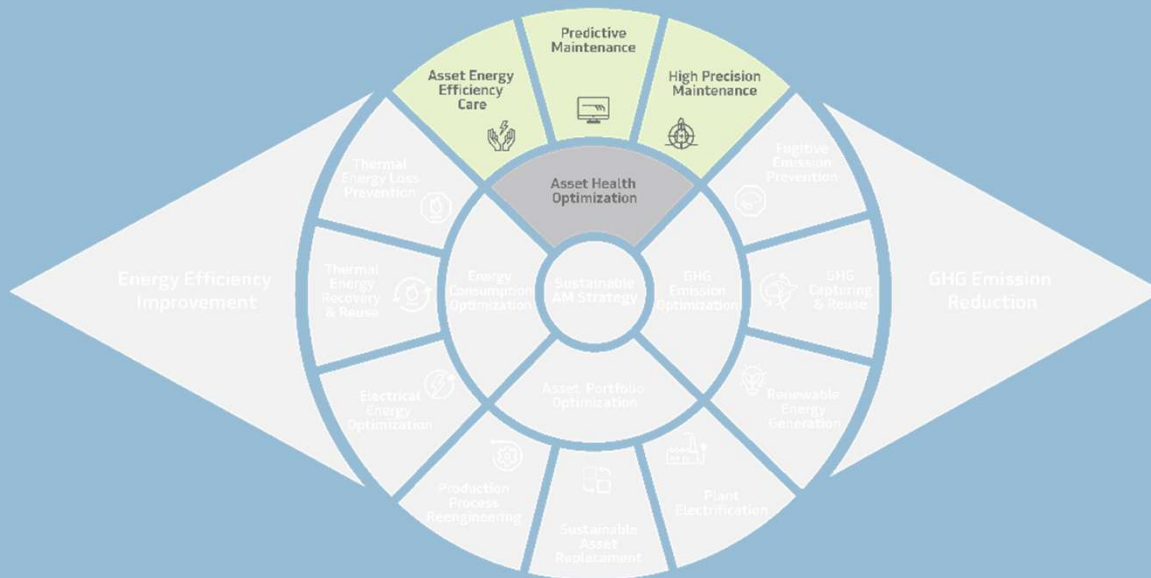 Predictive
Maintenance
Asset Energy
Efficiency
Care
High Precision
Maintenance
Asset Health
Optimization
Thermal
Energy Loss
Prevention
Fugitive
Emission
Prevention
Energy Efficiency
Improvement
Thermal
Energy
Recovery
& Reuse
Energy
Consumption
Optimization
Sustainable
AM Strategy
GHG
Emission
Optimization
GHG
Capturing
& Reuse
GHG Emission
Reduction
Electrical
Energy
Optimization
Asset Portfolio
Optimization
Renewable
Energy
Generation
Production
Process
Reengineering
Sustainable
Asset
Replacement
Plant
Electrification